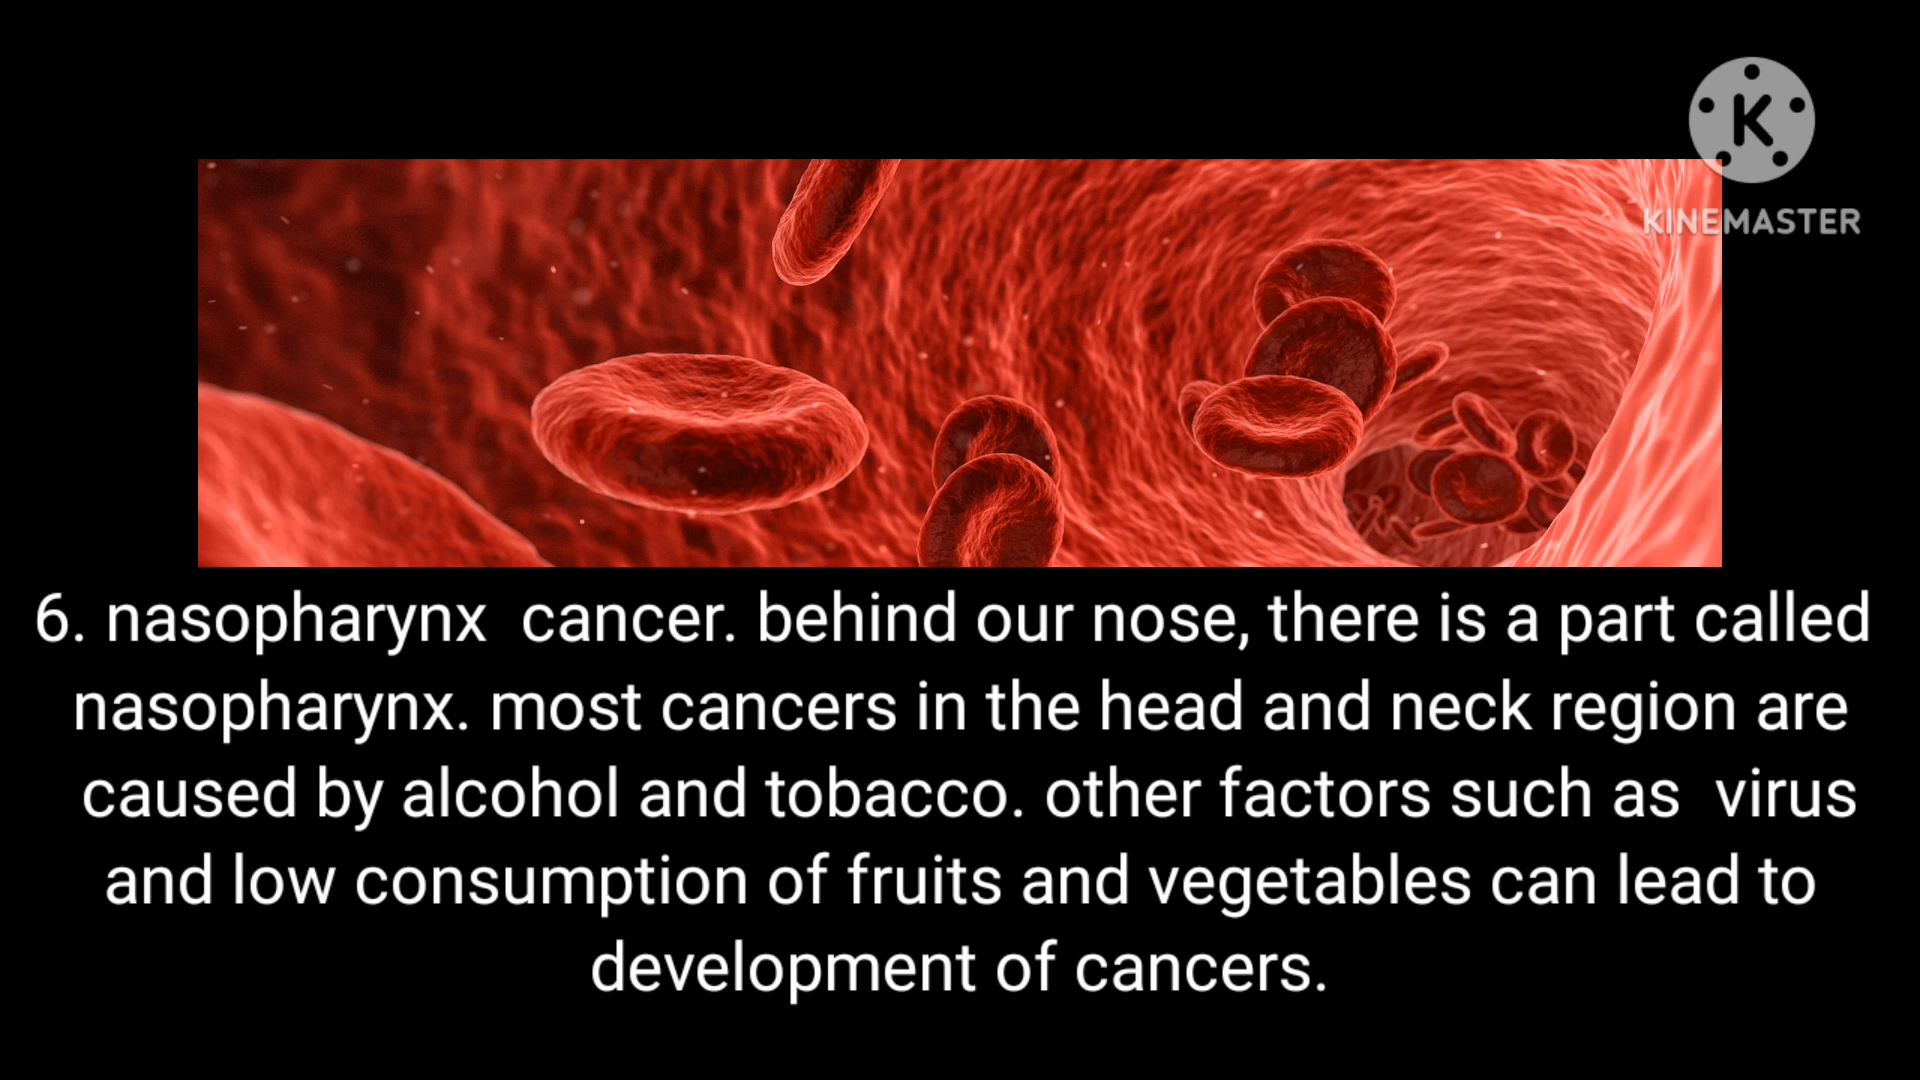 K
KINEMASTER
6. nasopharynx  cancer. behind our nose, there is a part called
nasopharynx. most cancers in the head and neck region are
caused by alcohol and tobacco. other factors such as  virus
and low consumption of fruits and vegetables can lead to
development of cancers.